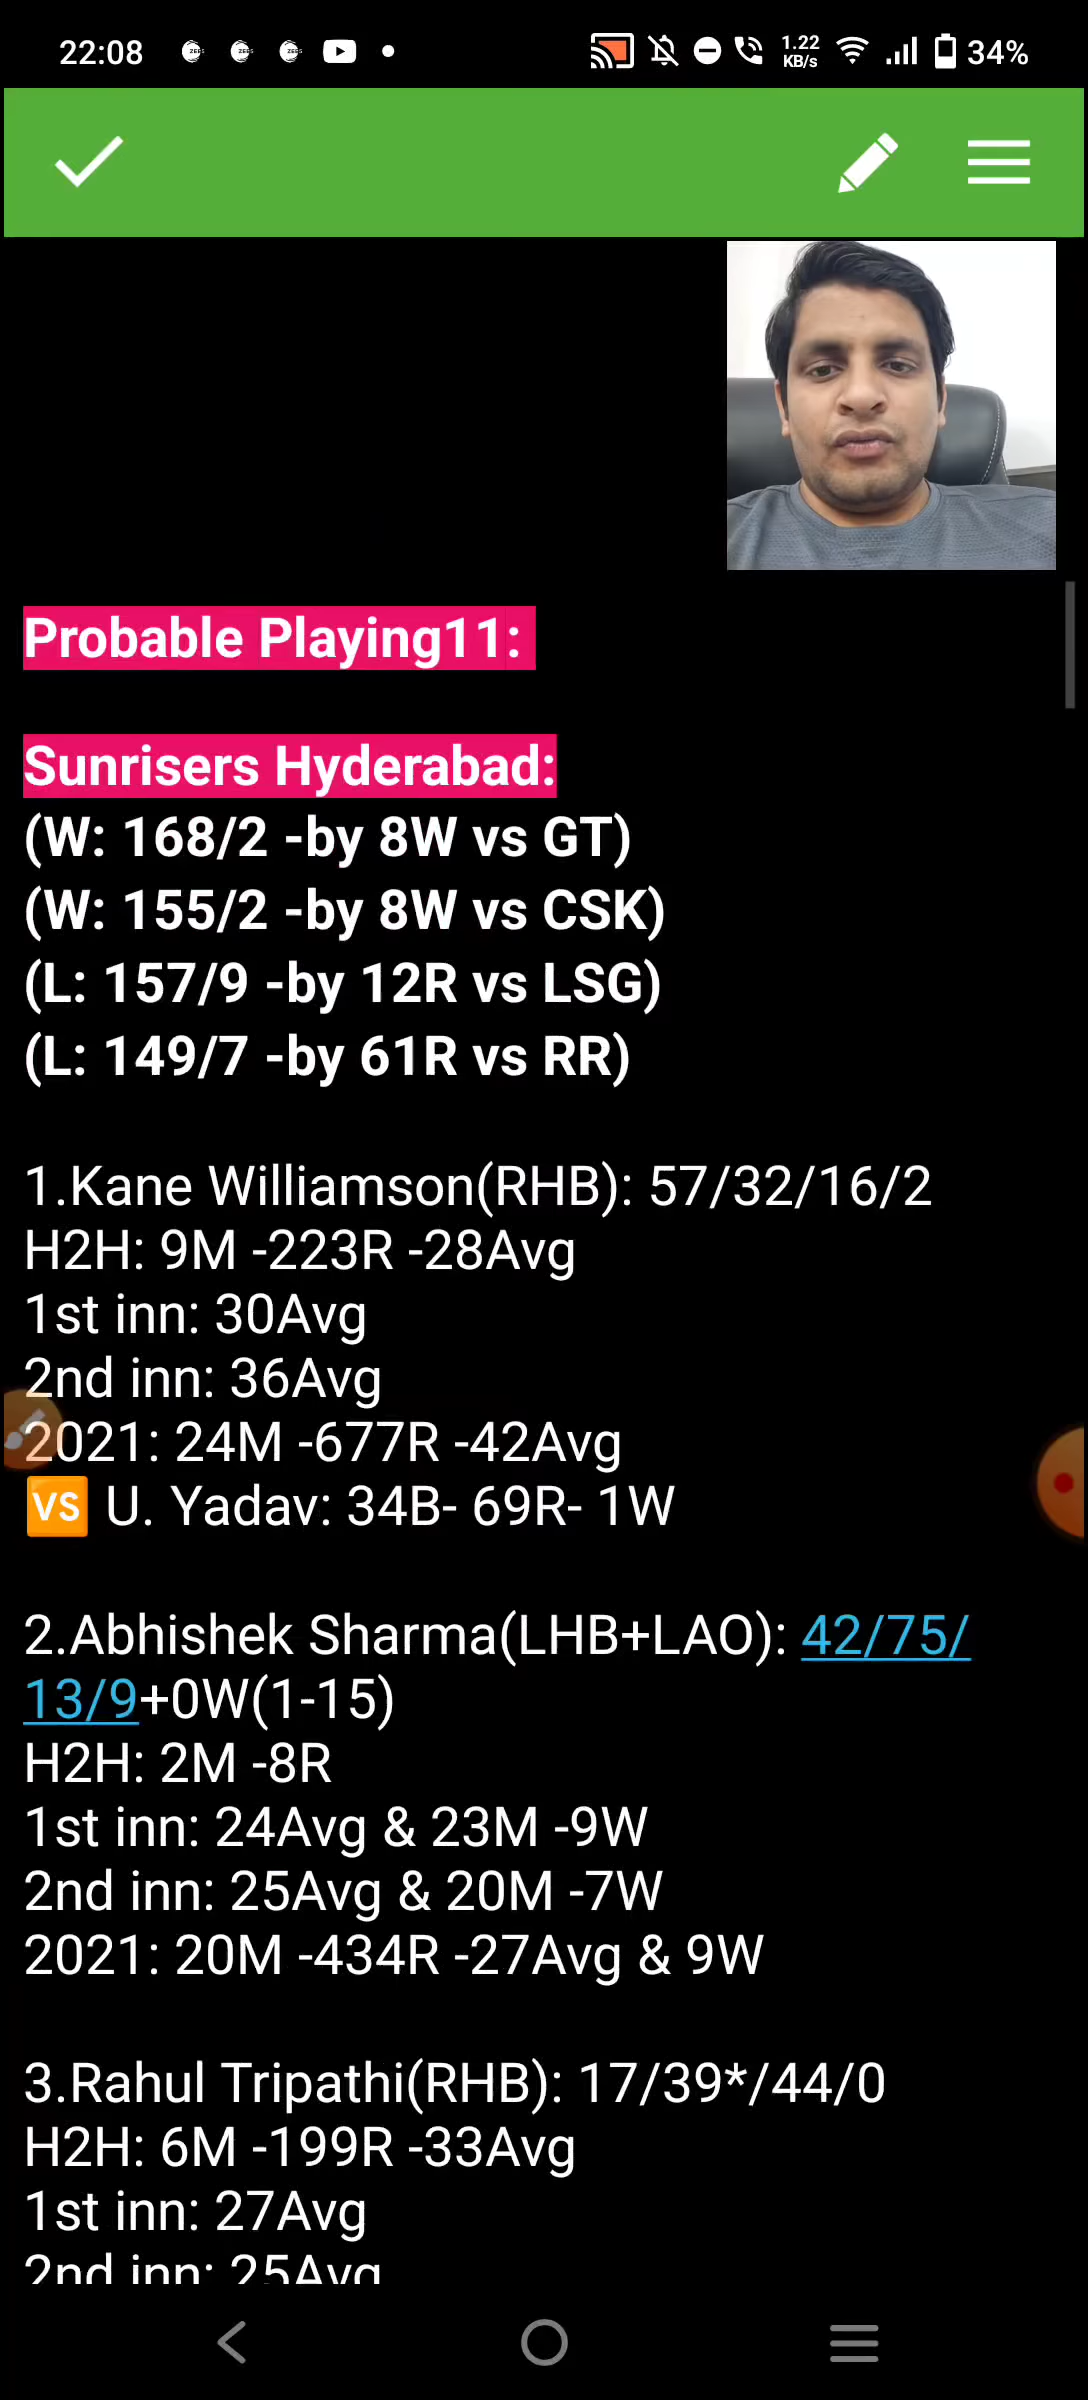 22:08
1.22
KB/s
34%
Probable Playing11:
Sunrisers Hyderabad:
(W: 168/2 -by 8W vs GT)
(W: 155/2 -by 8W vs CSK)
(L: 157/9 -by 12R vs LSG)
(L: 149/7 -by 61R vs RR)
1.Kane Williamson(RHB): 57/32/16/2
H2H: 9M -223R -28Avg
1st inn: 30Avg
2nd inn: 36Avg
2021: 24M -677R -42Avg
VS U. Yadav: 34B- 69R- 1W
2.Abhishek Sharma(LHB+LAO): 42/75/
13/9+0W(1-15)
H2H: 2M -8R
1st inn: 24Avg & 23M -9W
2nd inn: 25Avg & 20M -7W
2021: 20M -434R -27Avg & 9W
3.Rahul Tripathi(RHB): 17/39*/44/0
H2H: 6M -199R -33Avg
1st inn: 27Avg
2nd inn: 25Avg